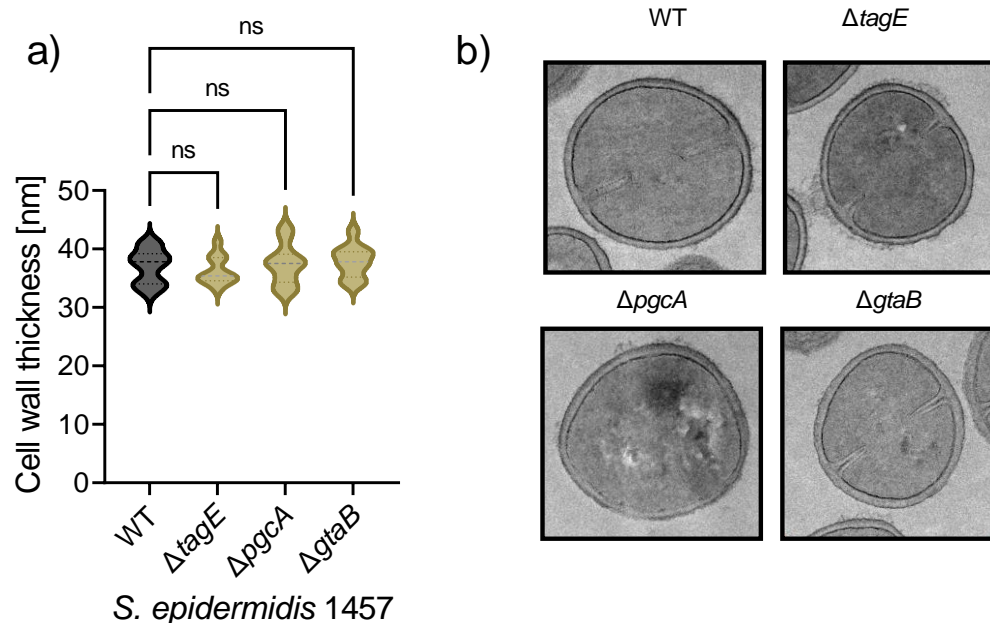 a)
ns
ns
ns
Cell wall thickness [nm]
50
40
30
20
10
0
WT
ΔtagE
ΔpgcA
ΔgtaB
S. epidermidis 1457
b)
WT
ΔtagE
ΔpgcA
ΔgtaB